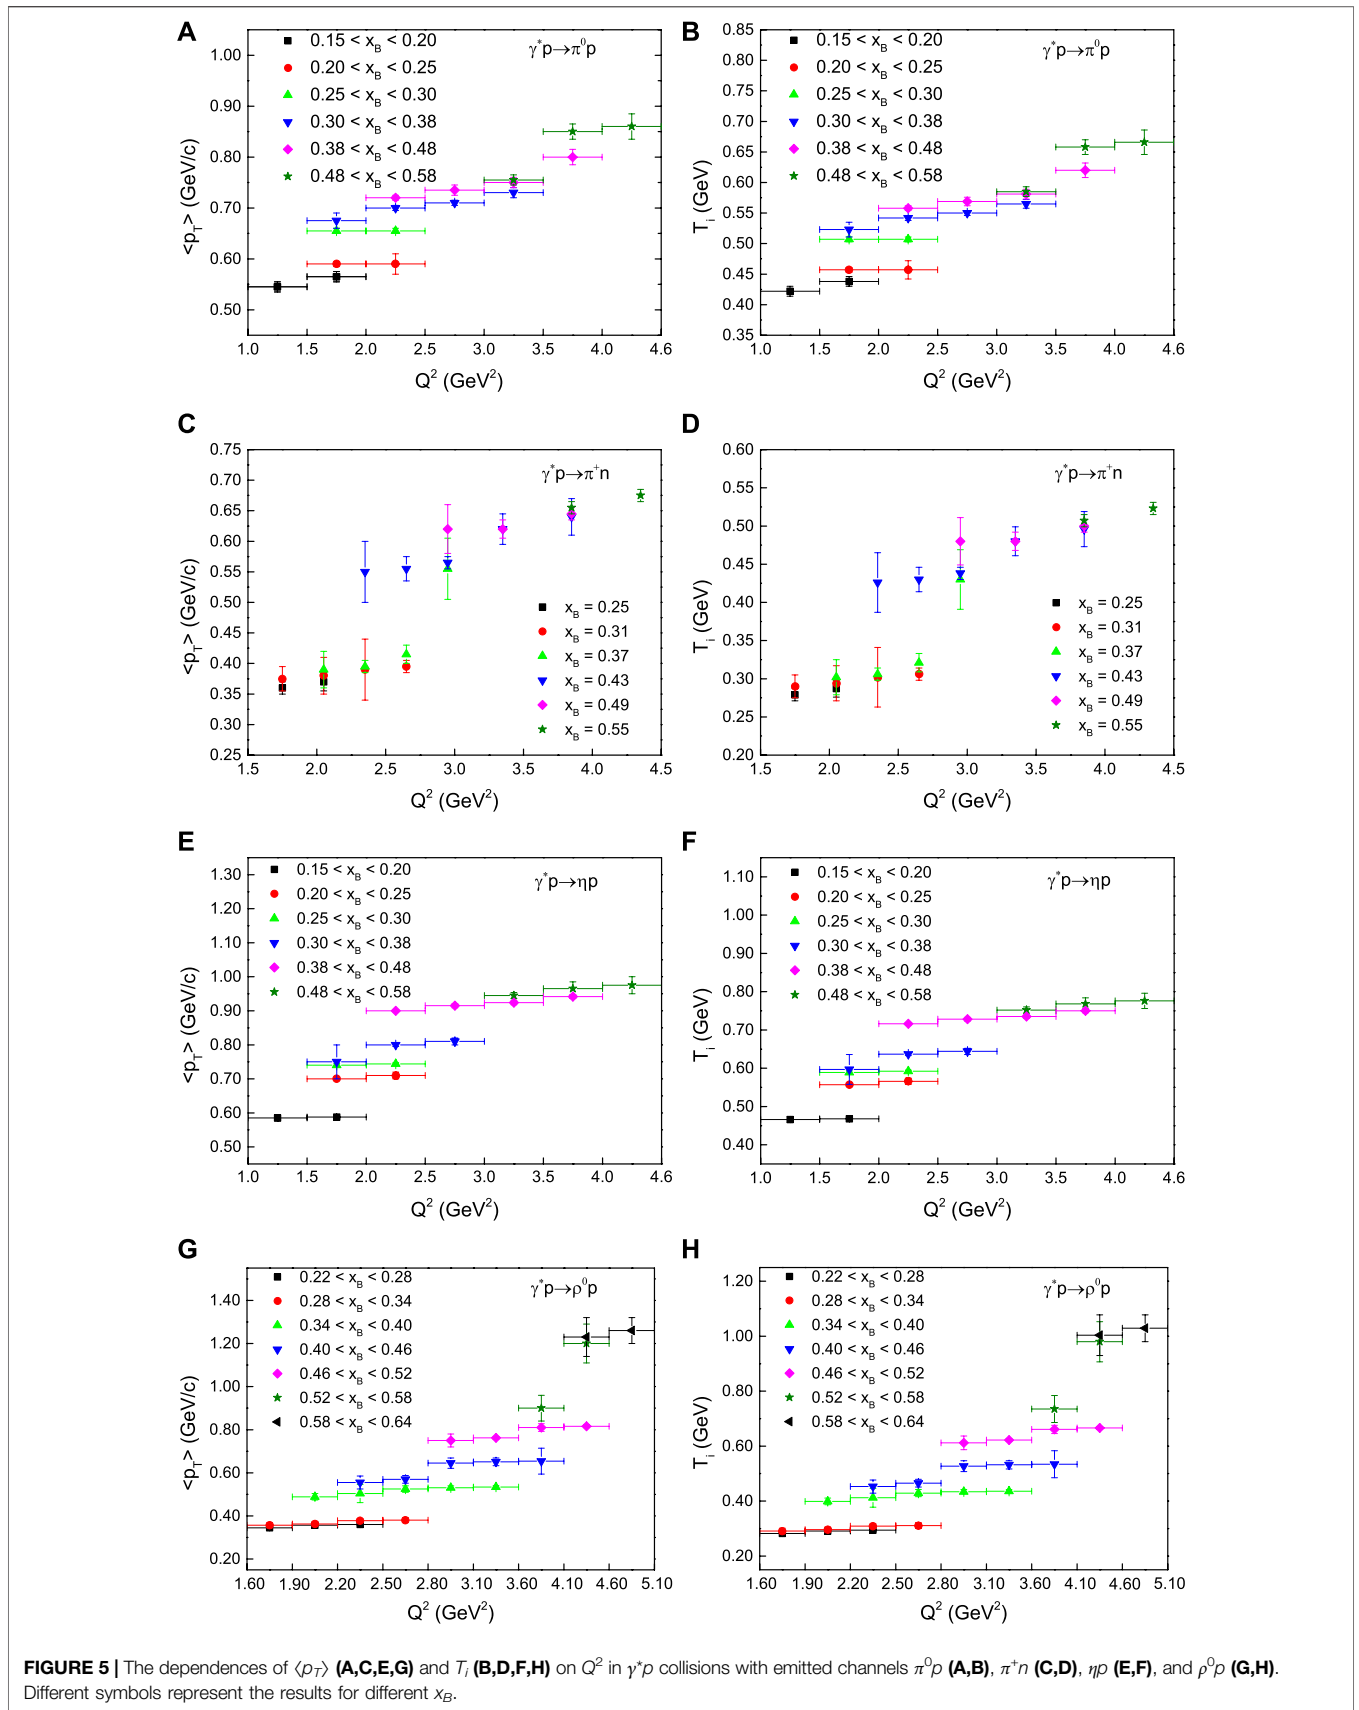 A
0.15 < xB < 0.20
0.20 < xB < 0.25
0.25 < xB < 0.30
0.30 < xB < 0.38
0.38 < xB < 0.48
0.48 < xB < 0.58
γ*p→π⁰p
1.00
0.90
0.80
0.70
0.60
0.50
<pT> (GeV/c)
1.0 1.5 2.0 2.5 3.0 3.5 4.0 4.6
Q² (GeV²)
B
0.15 < xB < 0.20
0.20 < xB < 0.25
0.25 < xB < 0.30
0.30 < xB < 0.38
0.38 < xB < 0.48
0.48 < xB < 0.58
γ*p→π⁰p
0.85
0.80
0.75
0.70
0.65
0.60
0.55
0.50
0.45
0.40
0.35
Ti (GeV)
1.0 1.5 2.0 2.5 3.0 3.5 4.0 4.6
Q² (GeV²)
C
γ*p→π⁺n
0.75
0.70
0.65
0.60
0.55
0.50
0.45
0.40
0.35
0.30
0.25
<pT> (GeV/c)
xB = 0.25
xB = 0.31
xB = 0.37
xB = 0.43
xB = 0.49
xB = 0.55
1.5 2.0 2.5 3.0 3.5 4.0 4.5
Q² (GeV²)
D
γ*p→π⁺n
0.60
0.55
0.50
0.45
0.40
0.35
0.30
0.25
0.20
Ti (GeV)
xB = 0.25
xB = 0.31
xB = 0.37
xB = 0.43
xB = 0.49
xB = 0.55
1.5 2.0 2.5 3.0 3.5 4.0 4.5
Q² (GeV²)
E
0.15 < xB < 0.20
0.20 < xB < 0.25
0.25 < xB < 0.30
0.30 < xB < 0.38
0.38 < xB < 0.48
0.48 < xB < 0.58
γ*p→ηp
1.30
1.20
1.10
1.00
0.90
0.80
0.70
0.60
0.50
<pT> (GeV/c)
1.0 1.5 2.0 2.5 3.0 3.5 4.0 4.6
Q² (GeV²)
F
0.15 < xB < 0.20
0.20 < xB < 0.25
0.25 < xB < 0.30
0.30 < xB < 0.38
0.38 < xB < 0.48
0.48 < xB < 0.58
γ*p→ηp
1.10
1.00
0.90
0.80
0.70
0.60
0.50
0.40
Ti (GeV)
1.0 1.5 2.0 2.5 3.0 3.5 4.0 4.6
Q² (GeV²)
G
0.22 < xB < 0.28
0.28 < xB < 0.34
0.34 < xB < 0.40
0.40 < xB < 0.46
0.46 < xB < 0.52
0.52 < xB < 0.58
0.58 < xB < 0.64
γ*p→ρ⁰p
1.40
1.20
1.00
0.80
0.60
0.40
0.20
<pT> (GeV/c)
1.60 1.90 2.20 2.50 2.80 3.10 3.60 4.10 4.60 5.10
Q² (GeV²)
H
0.22 < xB < 0.28
0.28 < xB < 0.34
0.34 < xB < 0.40
0.40 < xB < 0.46
0.46 < xB < 0.52
0.52 < xB < 0.58
0.58 < xB < 0.64
γ*p→ρ⁰p
1.20
1.00
0.80
0.60
0.40
0.20
Ti (GeV)
1.60 1.90 2.20 2.50 2.80 3.10 3.60 4.10 4.60 5.10
Q² (GeV²)
FIGURE 5 | The dependences of ⟨pT⟩ (A,C,E,G) and Ti (B,D,F,H) on Q² in γ*p collisions with emitted channels π⁰p (A,B), π⁺n (C,D), ηp (E,F), and ρ⁰p (G,H).
Different symbols represent the results for different xB.